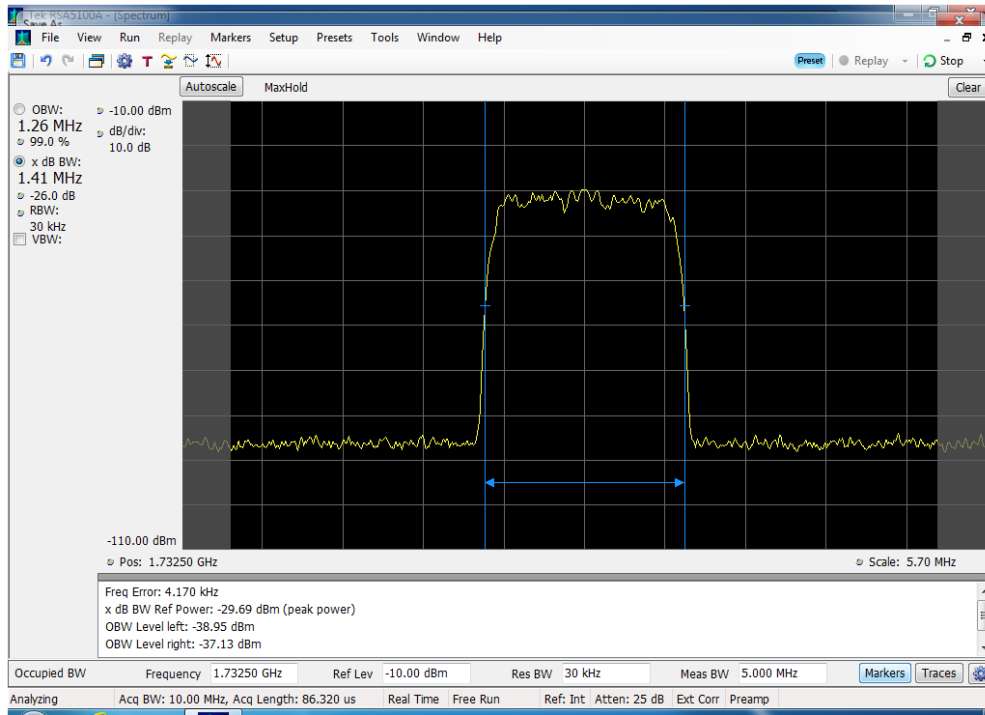 Tek RSA5100A - [Spectrum]
Save As
File View Run Replay Markers Setup Presets Tools Window Help
T Preset Replay Stop
Autoscale MaxHold Clear
OBW:
1.26 MHz
99.0 %
x dB BW:
1.41 MHz
-26.0 dB
RBW:
30 kHz
VBW:
-10.00 dBm
dB/div:
10.0 dB
-110.00 dBm
Pos: 1.73250 GHz Scale: 5.70 MHz
Freq Error: 4.170 kHz
x dB BW Ref Power: -29.69 dBm (peak power)
OBW Level left: -38.95 dBm
OBW Level right: -37.13 dBm
Occupied BW Frequency 1.73250 GHz Ref Lev -10.00 dBm Res BW 30 kHz Meas BW 5.000 MHz Markers Traces
Analyzing Acq BW: 10.00 MHz, Acq Length: 86.320 us Real Time Free Run Ref: Int Atten: 25 dB Ext Corr Preamp